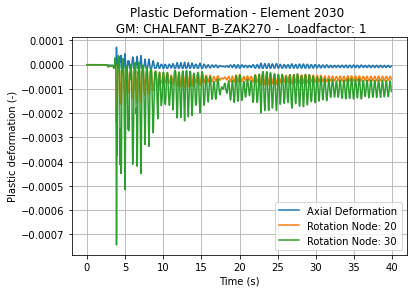 Plastic Deformation - Element 2030
GM: CHALFANT_B-ZAK270 -  Loadfactor: 1
0.0001
0.0000
−0.0001
−0.0002
−0.0003
−0.0004
−0.0005
−0.0006
−0.0007
Plastic deformation (-)
Axial Deformation
Rotation Node: 20
Rotation Node: 30
0 5 10 15 20 25 30 35 40
Time (s)